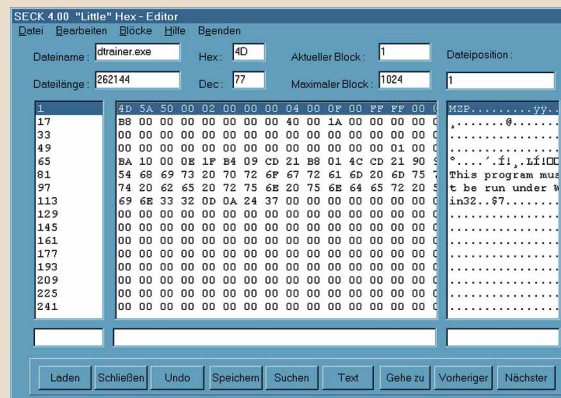 SECK 4.00 "Little" Hex - Editor
Datei Bearbeiten Blöcke Hilfe Beenden
Dateiname : dtrainer.exe Hex : 4D Aktueller Block : 1 Dateiposition :
Dateilänge : 262144 Dec : 77 Maximaler Block : 1024 1
1 4D 5A 50 00 02 00 00 00 04 00 0F 00 FF FF 00 MZP.........ÿÿ..
17 B8 00 00 00 00 00 00 00 40 00 1A 00 00 00 00 ¸.......@.......
33 00 00 00 00 00 00 00 00 00 00 00 00 00 00 00 ................
49 00 00 00 00 00 00 00 00 00 00 00 00 00 01 00 ................
65 BA 10 00 0E 1F B4 09 CD 21 B8 01 4C CD 21 90 º....´.Í!¸.LÍ!□□
81 54 68 69 73 20 70 72 6F 67 72 61 6D 20 6D 75 This program mus
97 74 20 62 65 20 72 75 6E 20 75 6E 64 65 72 20 t be run under W
113 69 6E 33 32 0D 0A 24 37 00 00 00 00 00 00 00 in32..$7........
129 00 00 00 00 00 00 00 00 00 00 00 00 00 00 00 ................
145 00 00 00 00 00 00 00 00 00 00 00 00 00 00 00 ................
161 00 00 00 00 00 00 00 00 00 00 00 00 00 00 00 ................
177 00 00 00 00 00 00 00 00 00 00 00 00 00 00 00 ................
193 00 00 00 00 00 00 00 00 00 00 00 00 00 00 00 ................
209 00 00 00 00 00 00 00 00 00 00 00 00 00 00 00 ................
225 00 00 00 00 00 00 00 00 00 00 00 00 00 00 00 ................
241 00 00 00 00 00 00 00 00 00 00 00 00 00 00 00 ................
Laden Schließen Undo Speichern Suchen Text Gehe zu Vorheriger Nächster